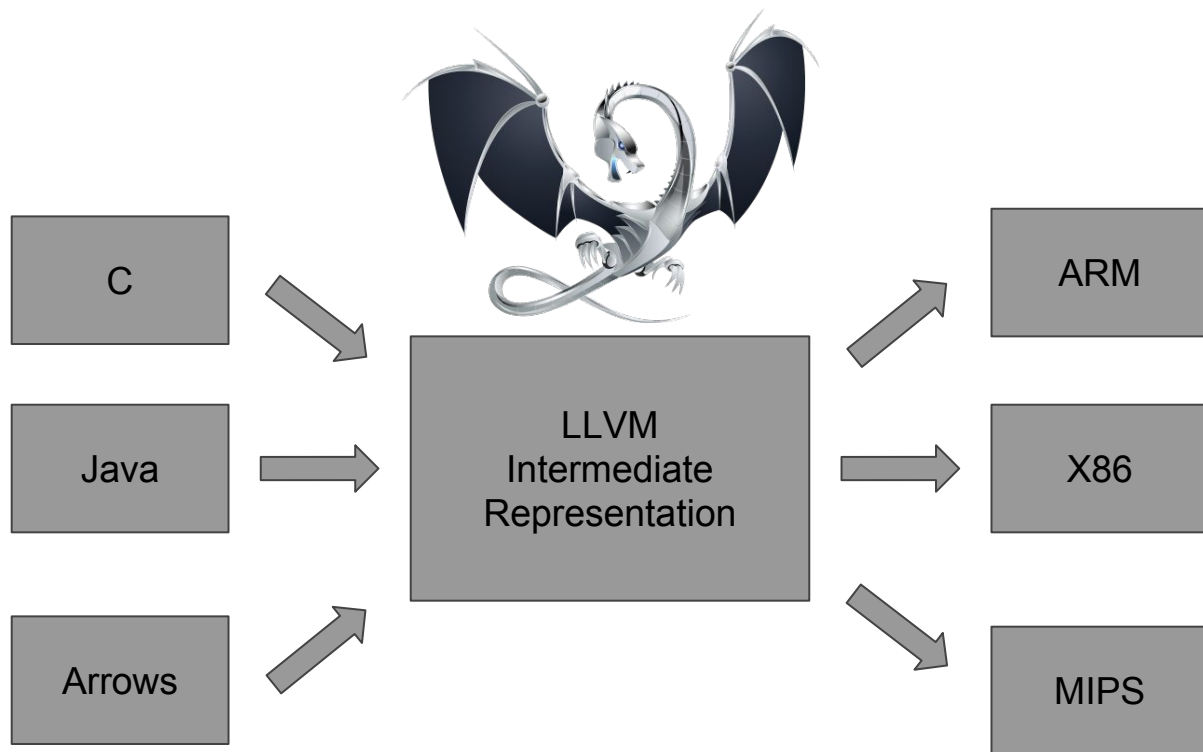 C
Java
Arrows
LLVM
Intermediate
Representation
ARM
X86
MIPS